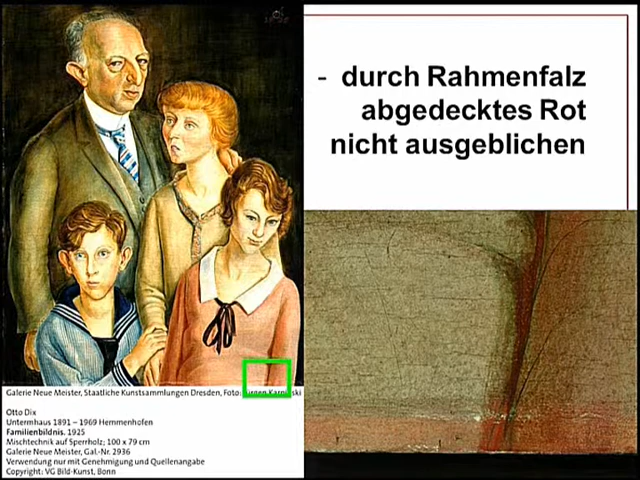 - durch Rahmenfalz
abgedecktes Rot
nicht ausgeblichen
Galerie Neue Meister, Staatliche Kunstsammlungen Dresden, Foto:
Otto Dix
Untermhaus 1891 – 1969 Hemmenhofen
Familienbildnis. 1925
Mischtechnik auf Sperrholz; 100 x 79 cm
Galerie Neue Meister, Gal.-Nr. 2936
Verwendung nur mit Genehmigung und Quellenangabe
Copyright: VG Bild-Kunst, Bonn